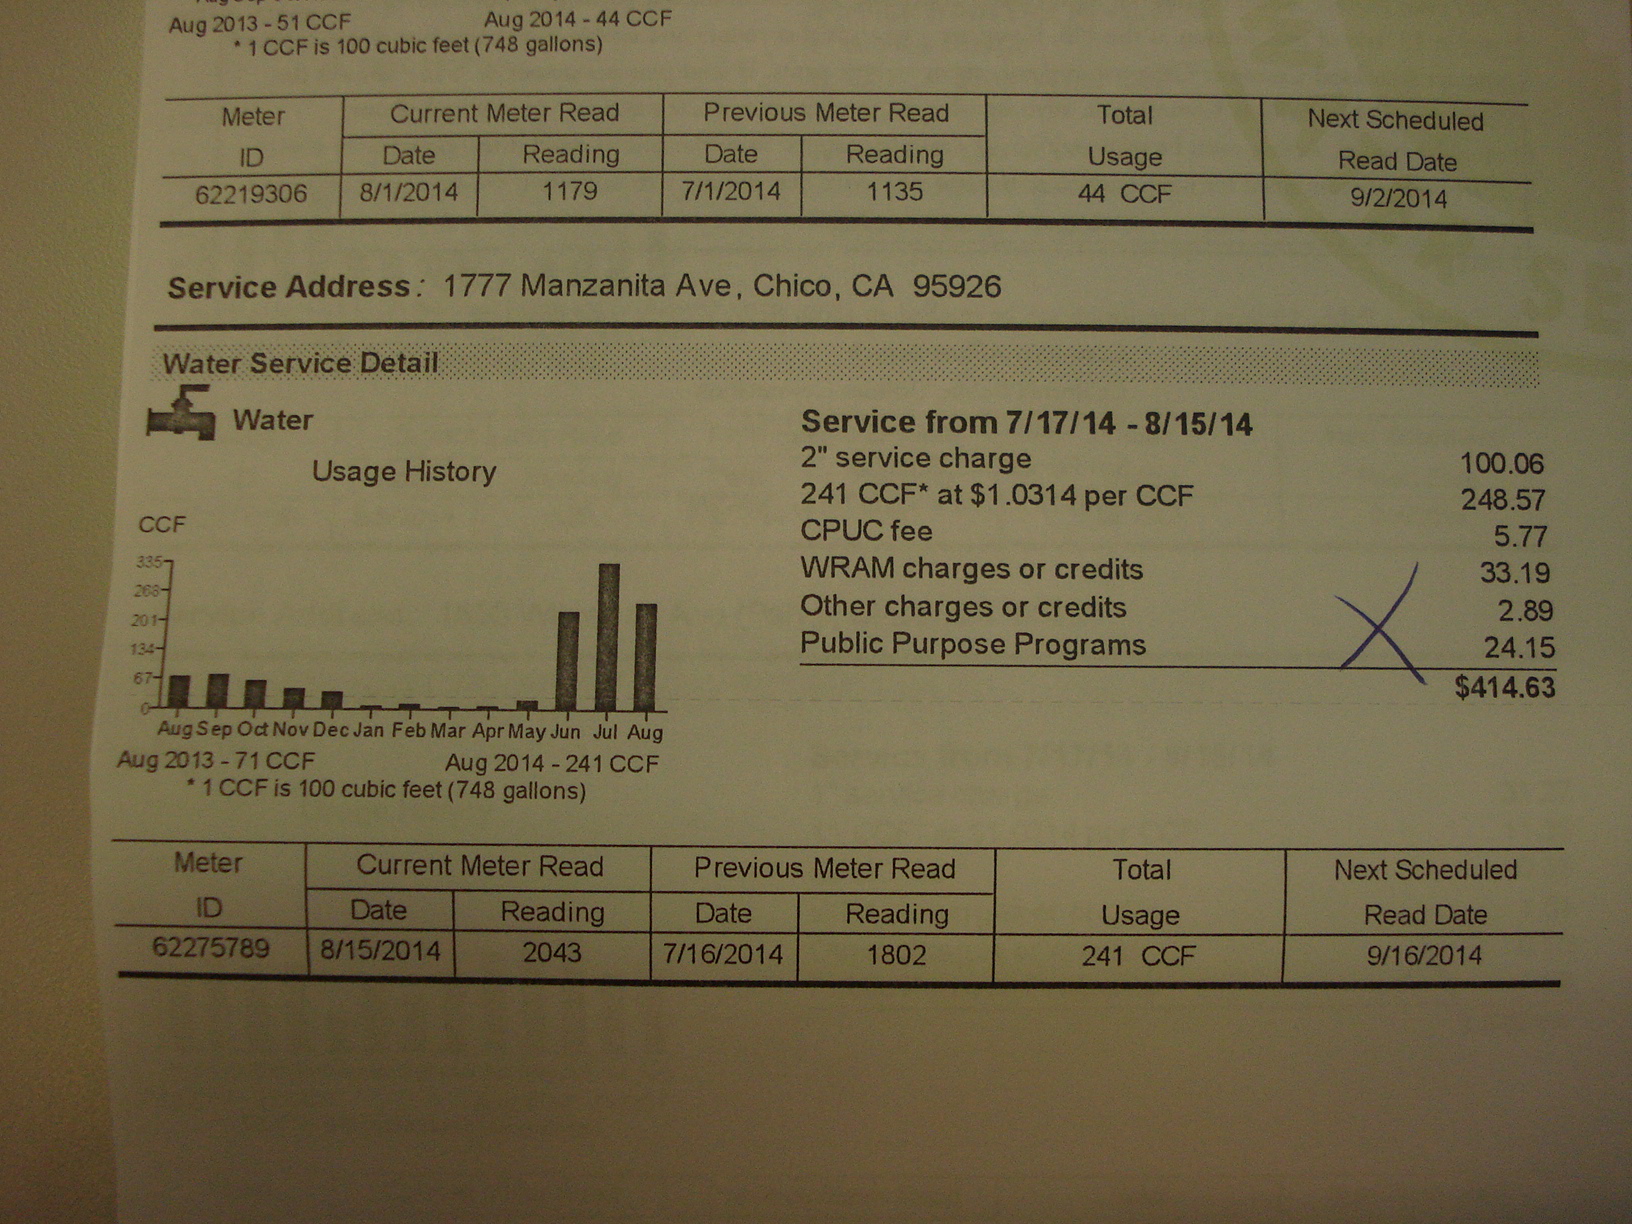 Aug 2013 - 51 CCF Aug 2014 - 44 CCF
* 1 CCF is 100 cubic feet (748 gallons)
Meter Current Meter Read Previous Meter Read Total Next Scheduled
ID Date Reading Date Reading Usage Read Date
62219306 8/1/2014 1179 7/1/2014 1135 44 CCF 9/2/2014
Service Address: 1777 Manzanita Ave, Chico, CA 95926
Water Service Detail
Water
Usage History
CCF
335
268
201
134
67
0
Aug Sep Oct Nov Dec Jan Feb Mar Apr May Jun Jul Aug
Aug 2013 - 71 CCF Aug 2014 - 241 CCF
* 1 CCF is 100 cubic feet (748 gallons)
Service from 7/17/14 - 8/15/14
2" service charge 100.06
241 CCF* at $1.0314 per CCF 248.57
CPUC fee 5.77
WRAM charges or credits 33.19
Other charges or credits 2.89
Public Purpose Programs 24.15
$414.63
Meter Current Meter Read Previous Meter Read Total Next Scheduled
ID Date Reading Date Reading Usage Read Date
62275789 8/15/2014 2043 7/16/2014 1802 241 CCF 9/16/2014